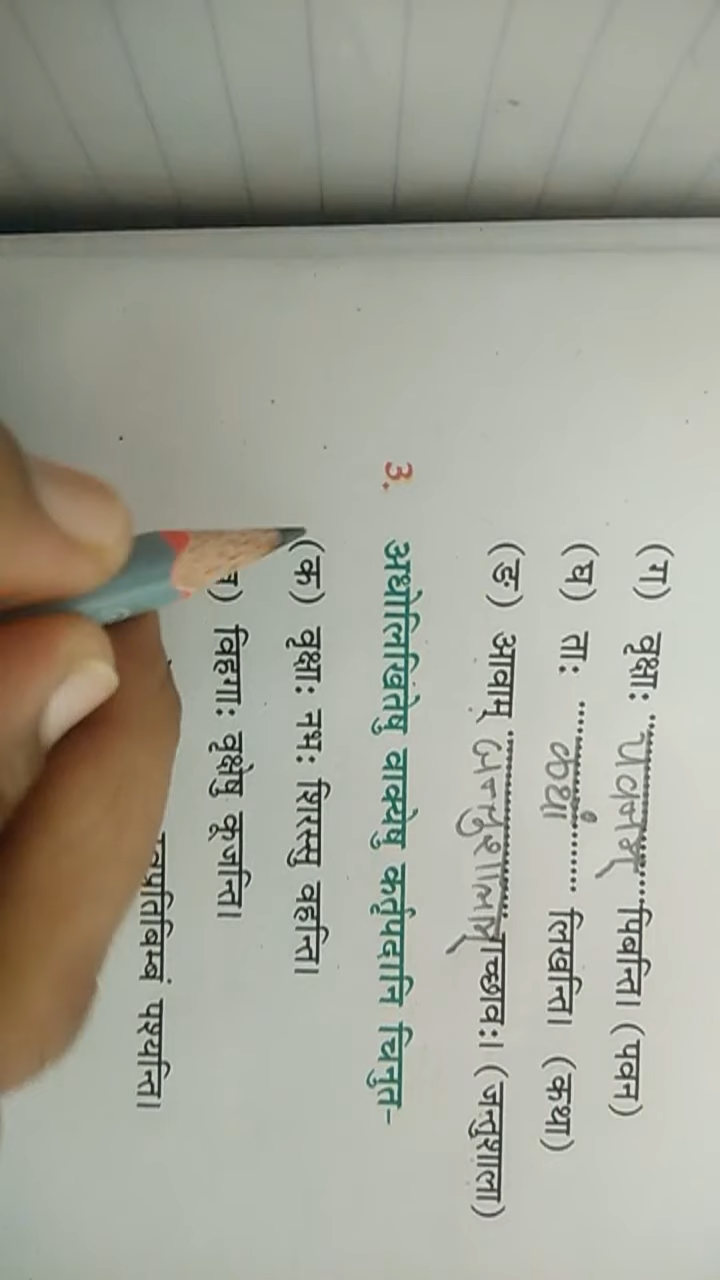 (ग) वृक्षाः ..... पवनम् ..... पिबन्ति। (पवन)
(घ) ताः ..... कथां ..... लिखन्ति। (कथा)
(ङ) आवाम् ..... जन्तुशालाम् गच्छावः। (जन्तुशाला)
3. अधोलिखितेषु वाक्येषु कर्तृपदानि चिनुत-
(क) वृक्षाः नभः शिरस्सु वहन्ति।
विहगाः वृक्षेषु कूजन्ति।
पश्यन्ति।